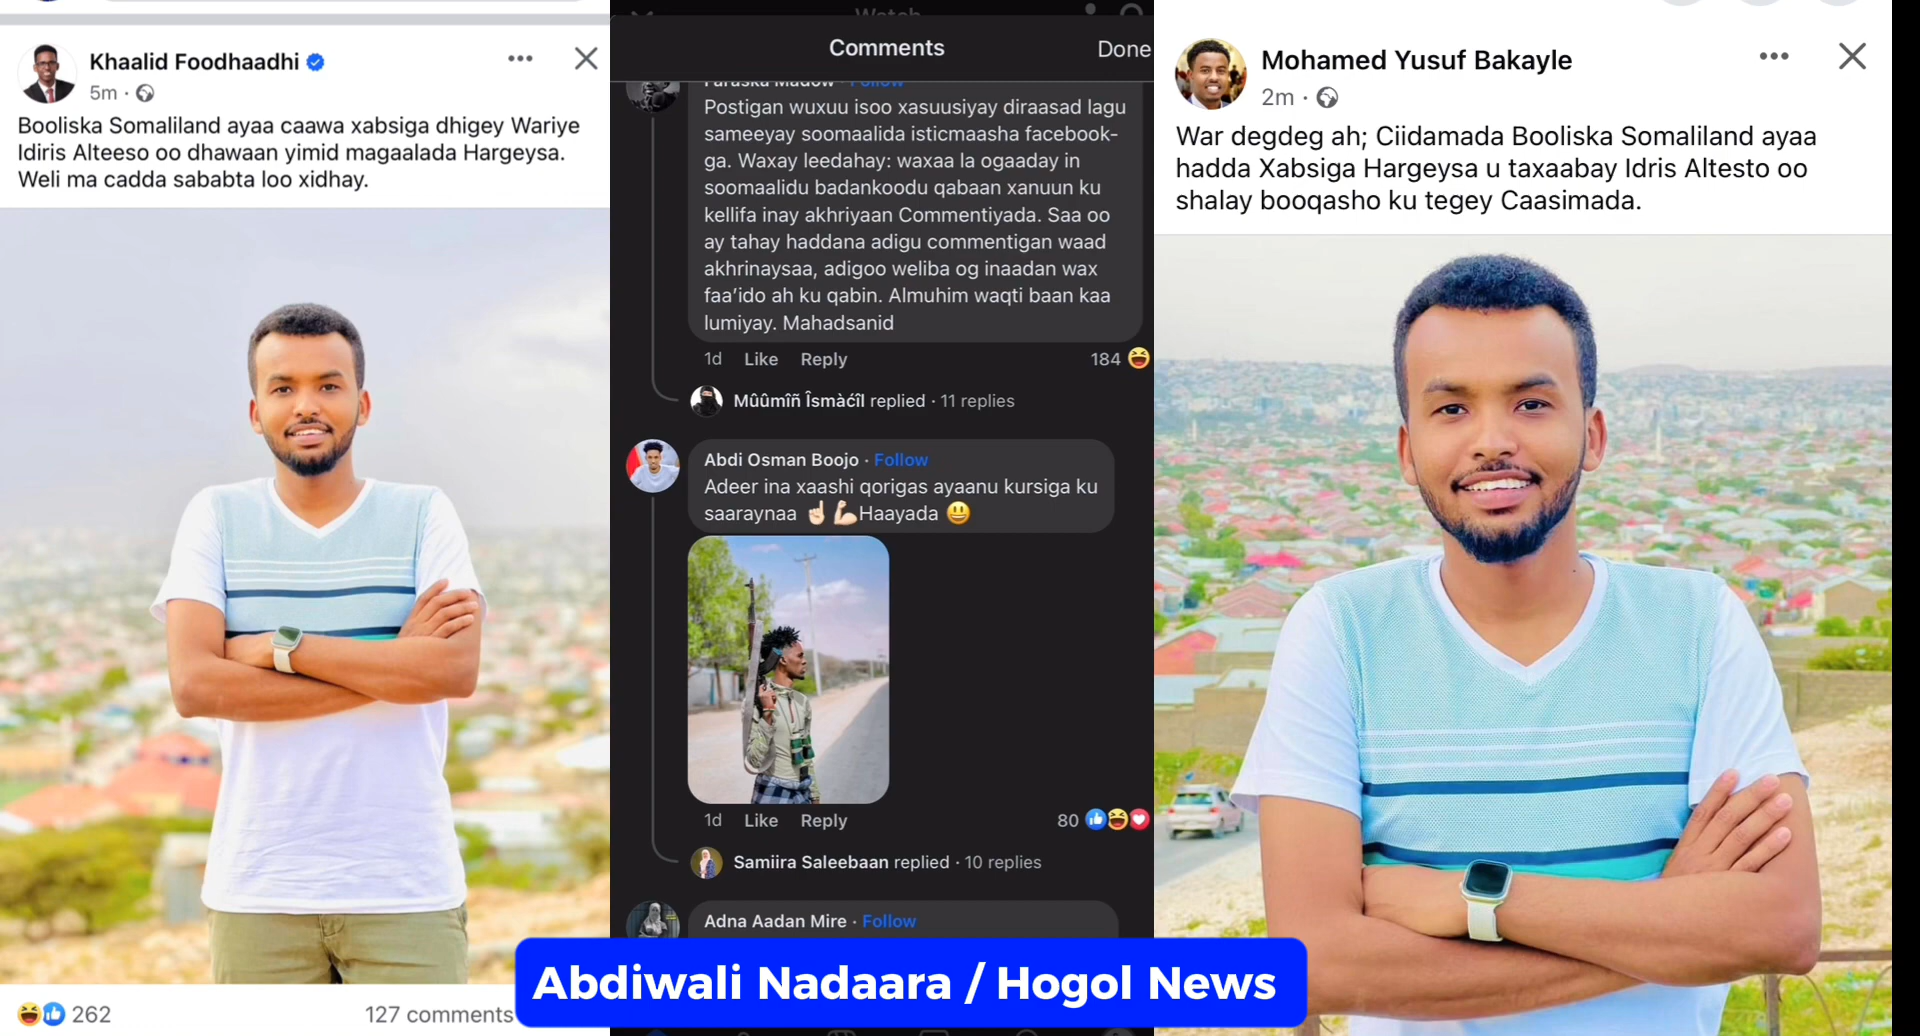 Khaalid Foodhaadhi
5m ·
Booliska Somaliland ayaa caawa xabsiga dhigey Wariye
Idiris Alteeso oo dhawaan yimid magaalada Hargeysa.
Weli ma cadda sababta loo xidhay.
262
127 comments
Watch
Comments
Done
Faraska Madow · Follow
Postigan wuxuu isoo xasuusiyay diraasad lagu
sameeyay soomaalida isticmaasha facebook-
ga. Waxay leedahay: waxaa la ogaaday in
soomaalidu badankoodu qabaan xanuun ku
kellifa inay akhriyaan Commentiyada. Saa oo
ay tahay haddana adigu commentigan waad
akhrinaysaa, adigoo weliba og inaadan wax
faa’ido ah ku qabin. Almuhim waqti baan kaa
lumiyay. Mahadsanid
1d Like Reply
184
Mûûmîñ Îsmàćîl replied · 11 replies
Abdi Osman Boojo · Follow
Adeer ina xaashi qorigas ayaanu kursiga ku
saaraynaa ☝🏻💪🏻Haayada 😃
1d Like Reply
80
Samiira Saleebaan replied · 10 replies
Adna Aadan Mire · Follow
Mohamed Yusuf Bakayle
2m ·
War degdeg ah; Ciidamada Booliska Somaliland ayaa
hadda Xabsiga Hargeysa u taxaabay Idris Altesto oo
shalay booqasho ku tegey Caasimada.
Abdiwali Nadaara / Hogol News